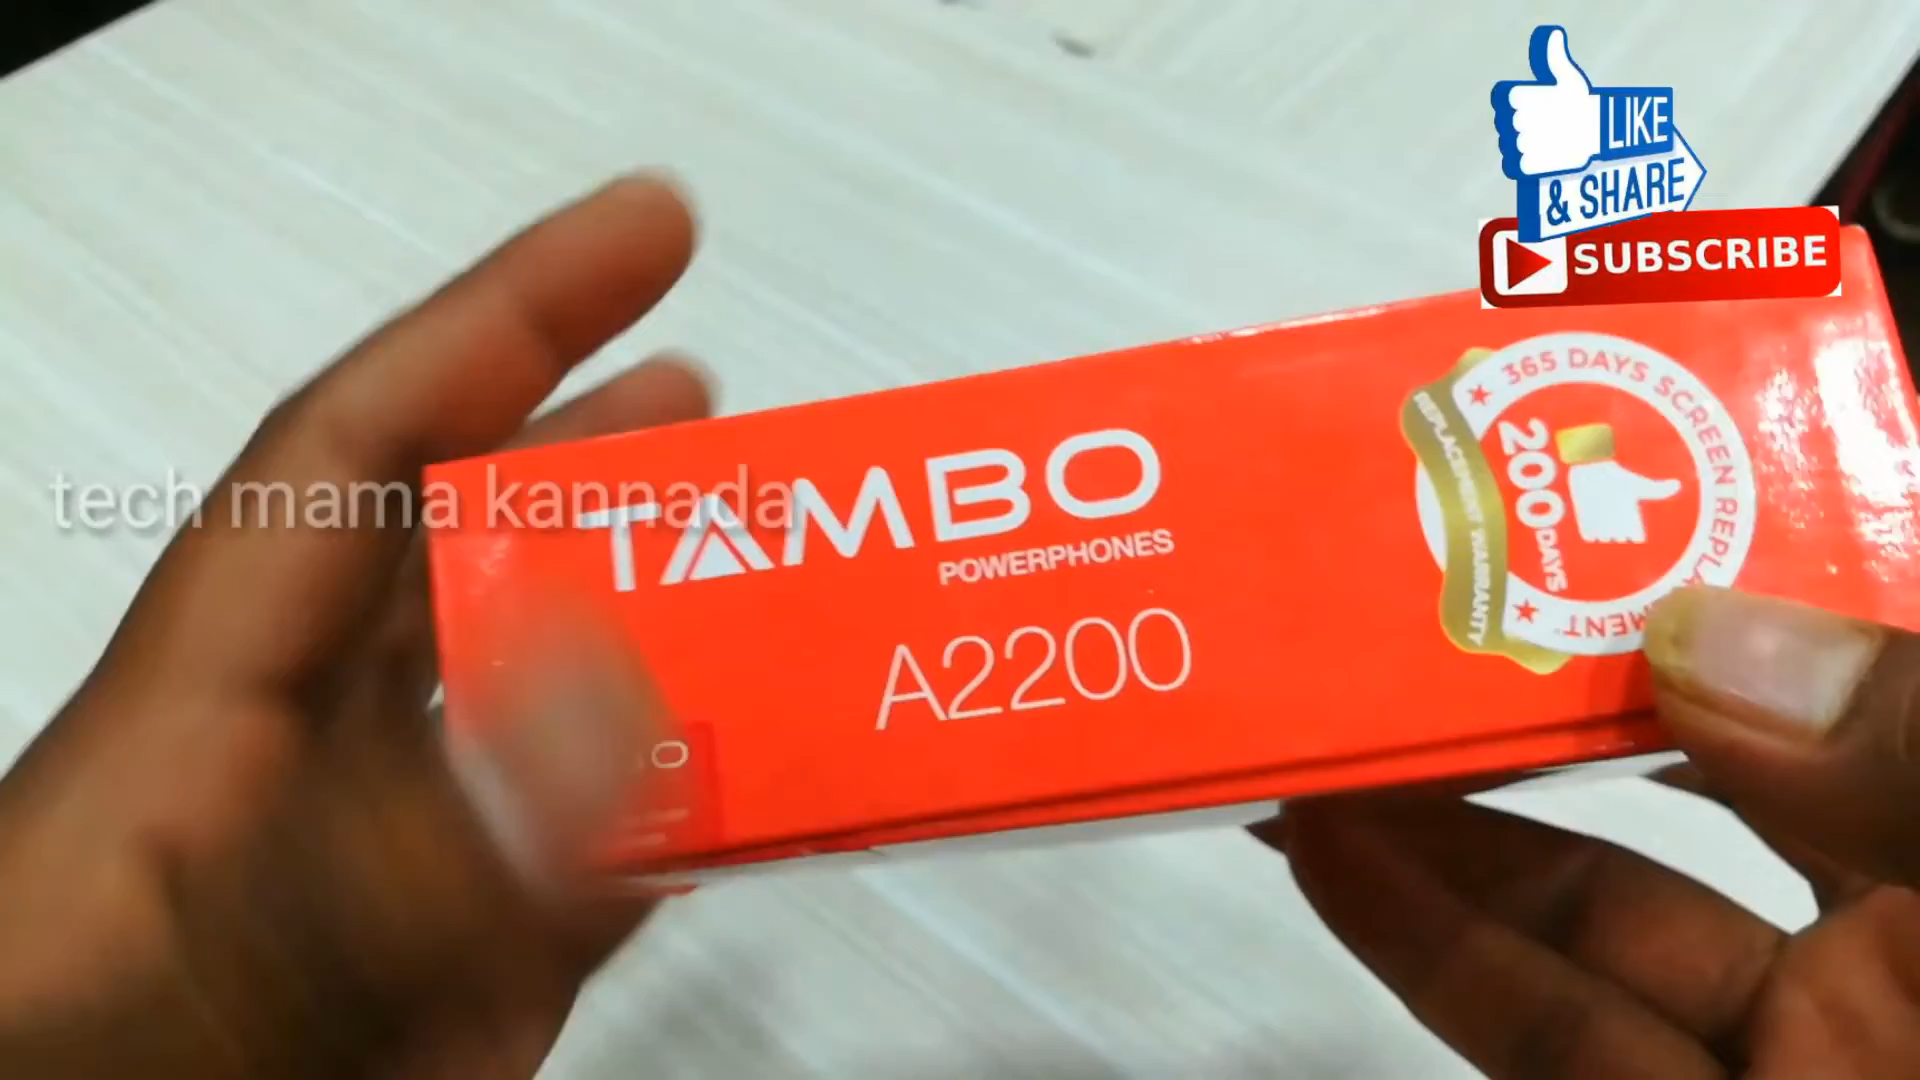 LIKE
& SHARE
SUBSCRIBE
tech mama kannada
TAMBO
POWERPHONES
A2200
365 DAYS SCREEN REPLACEMENT
200 DAYS
REPLACEMENT WARRANTY